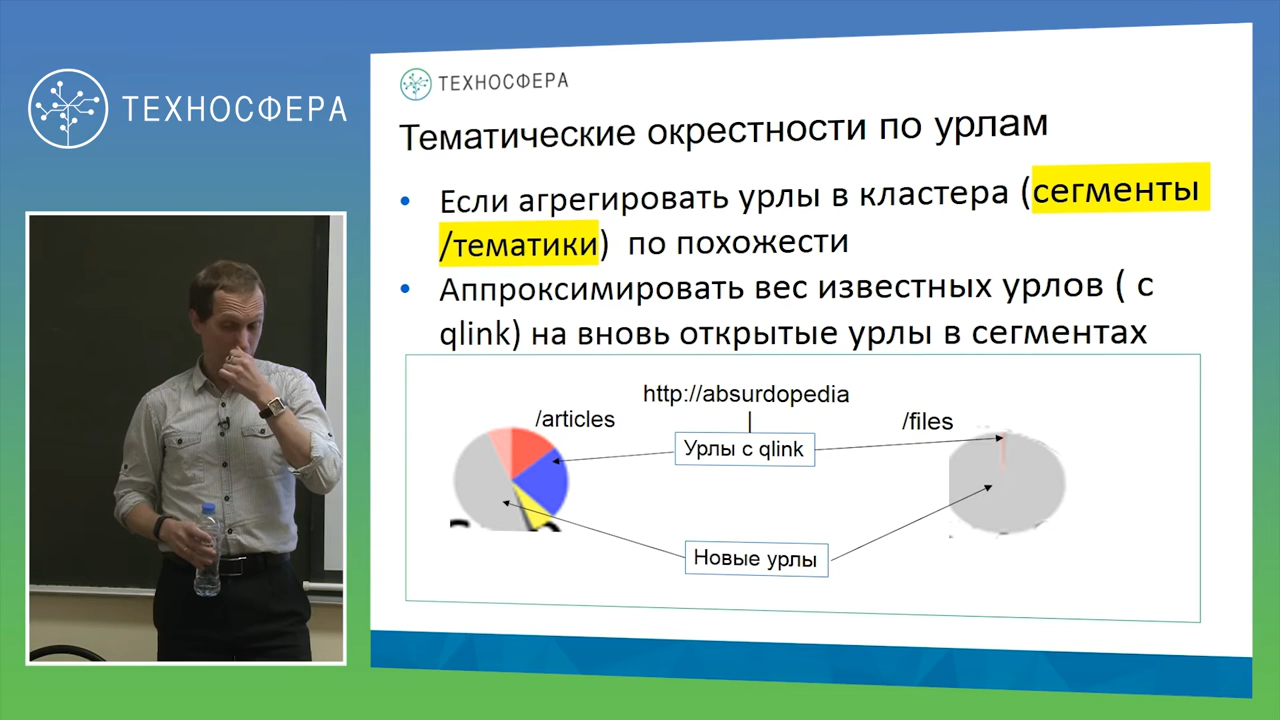 ТЕХНОСФЕРА
ТЕХНОСФЕРА
Тематические окрестности по урлам
• Если агрегировать урлы в кластера (сегменты
/тематики) по похожести
• Аппроксимировать вес известных урлов ( с
qlink) на вновь открытые урлы в сегментах
http://absurdopedia
/articles
/files
Урлы с qlink
Новые урлы